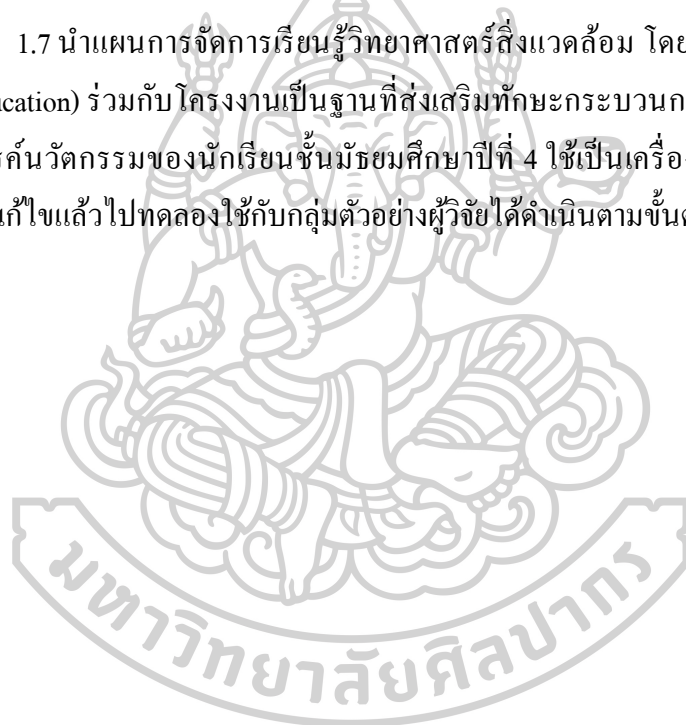 1.7 นำแผนการจัดการเรียนรู้วิทยาศาสตร์สิ่งแวดล้อม โดย
ucation) ร่วมกับโครงงานเป็นฐานที่ส่งเสริมทักษะกระบวนก
รค์นวัตกรรมของนักเรียนชั้นมัธยมศึกษาปีที่ 4 ใช้เป็นเครื่อ
นแก้ไขแล้วไปทดลองใช้กับกลุ่มตัวอย่างผู้วิจัยได้ดำเนินตามขั้นต
มหาวิทยาลัยศิลปากร